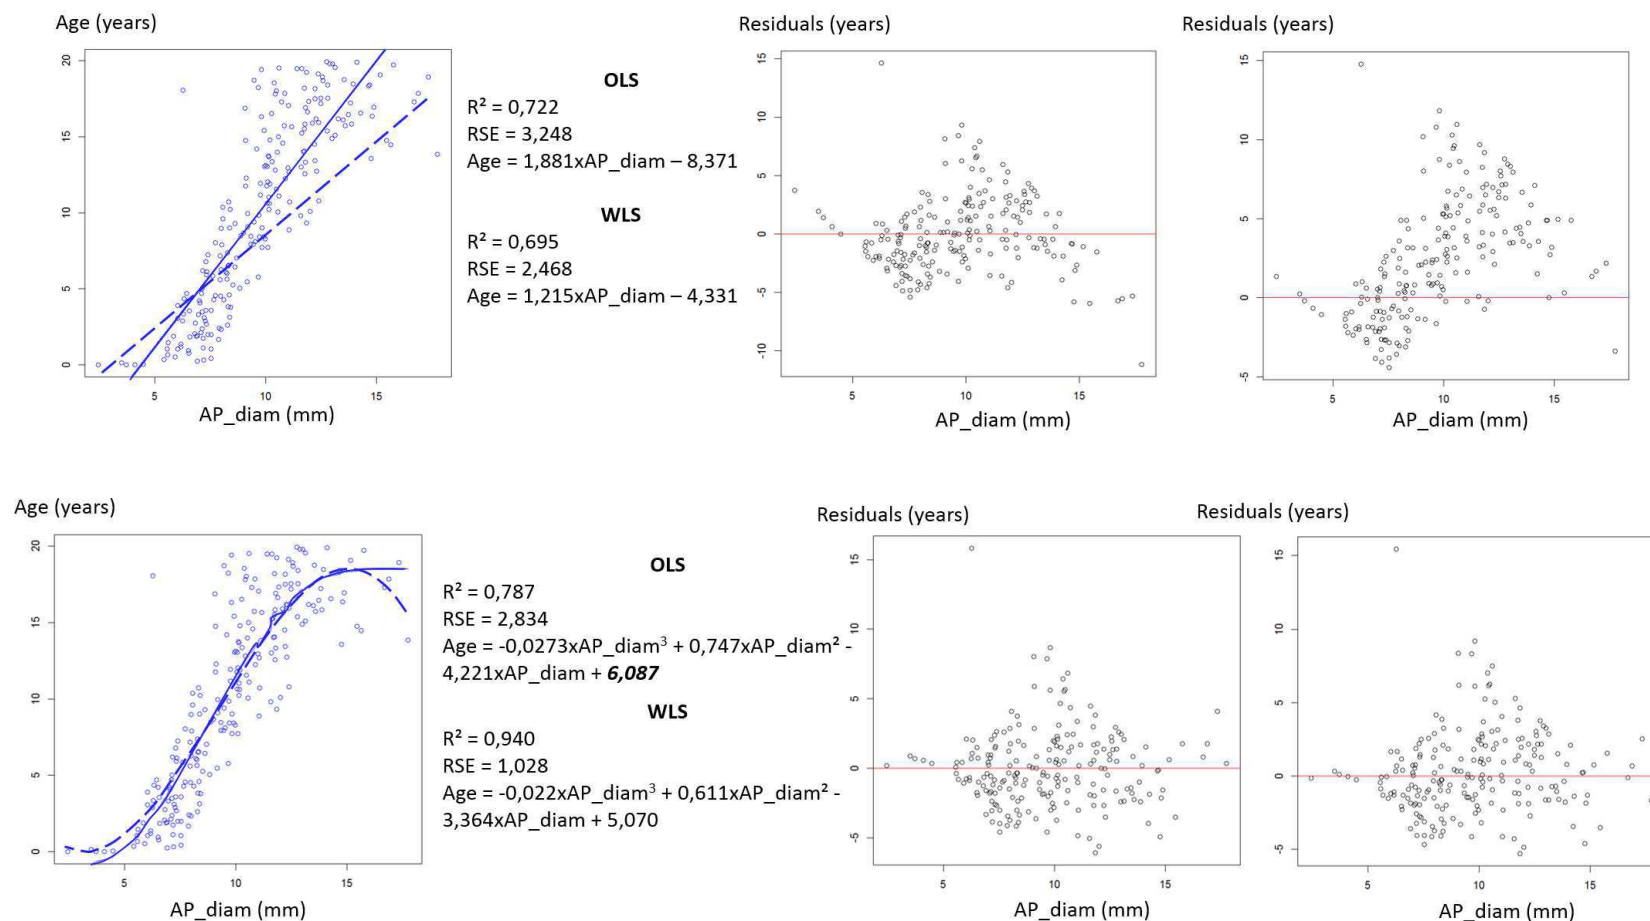 Age (years)
20
15
10
5
0
5 10 15
AP_diam (mm)
OLS
R² = 0,722
RSE = 3,248
Age = 1,881xAP_diam – 8,371
WLS
R² = 0,695
RSE = 2,468
Age = 1,215xAP_diam – 4,331
Residuals (years)
15
10
5
0
-5
-10
5 10 15
AP_diam (mm)
Residuals (years)
15
10
5
0
-5
5 10 15
AP_diam (mm)
Age (years)
20
15
10
5
0
5 10 15
AP_diam (mm)
OLS
R² = 0,787
RSE = 2,834
Age = -0,0273xAP_diam³ + 0,747xAP_diam² -
4,221xAP_diam + 6,087
WLS
R² = 0,940
RSE = 1,028
Age = -0,022xAP_diam³ + 0,611xAP_diam² -
3,364xAP_diam + 5,070
Residuals (years)
15
10
5
0
-5
5 10 15
AP_diam (mm)
Residuals (years)
15
10
5
0
-5
5 10 15
AP_diam (mm)